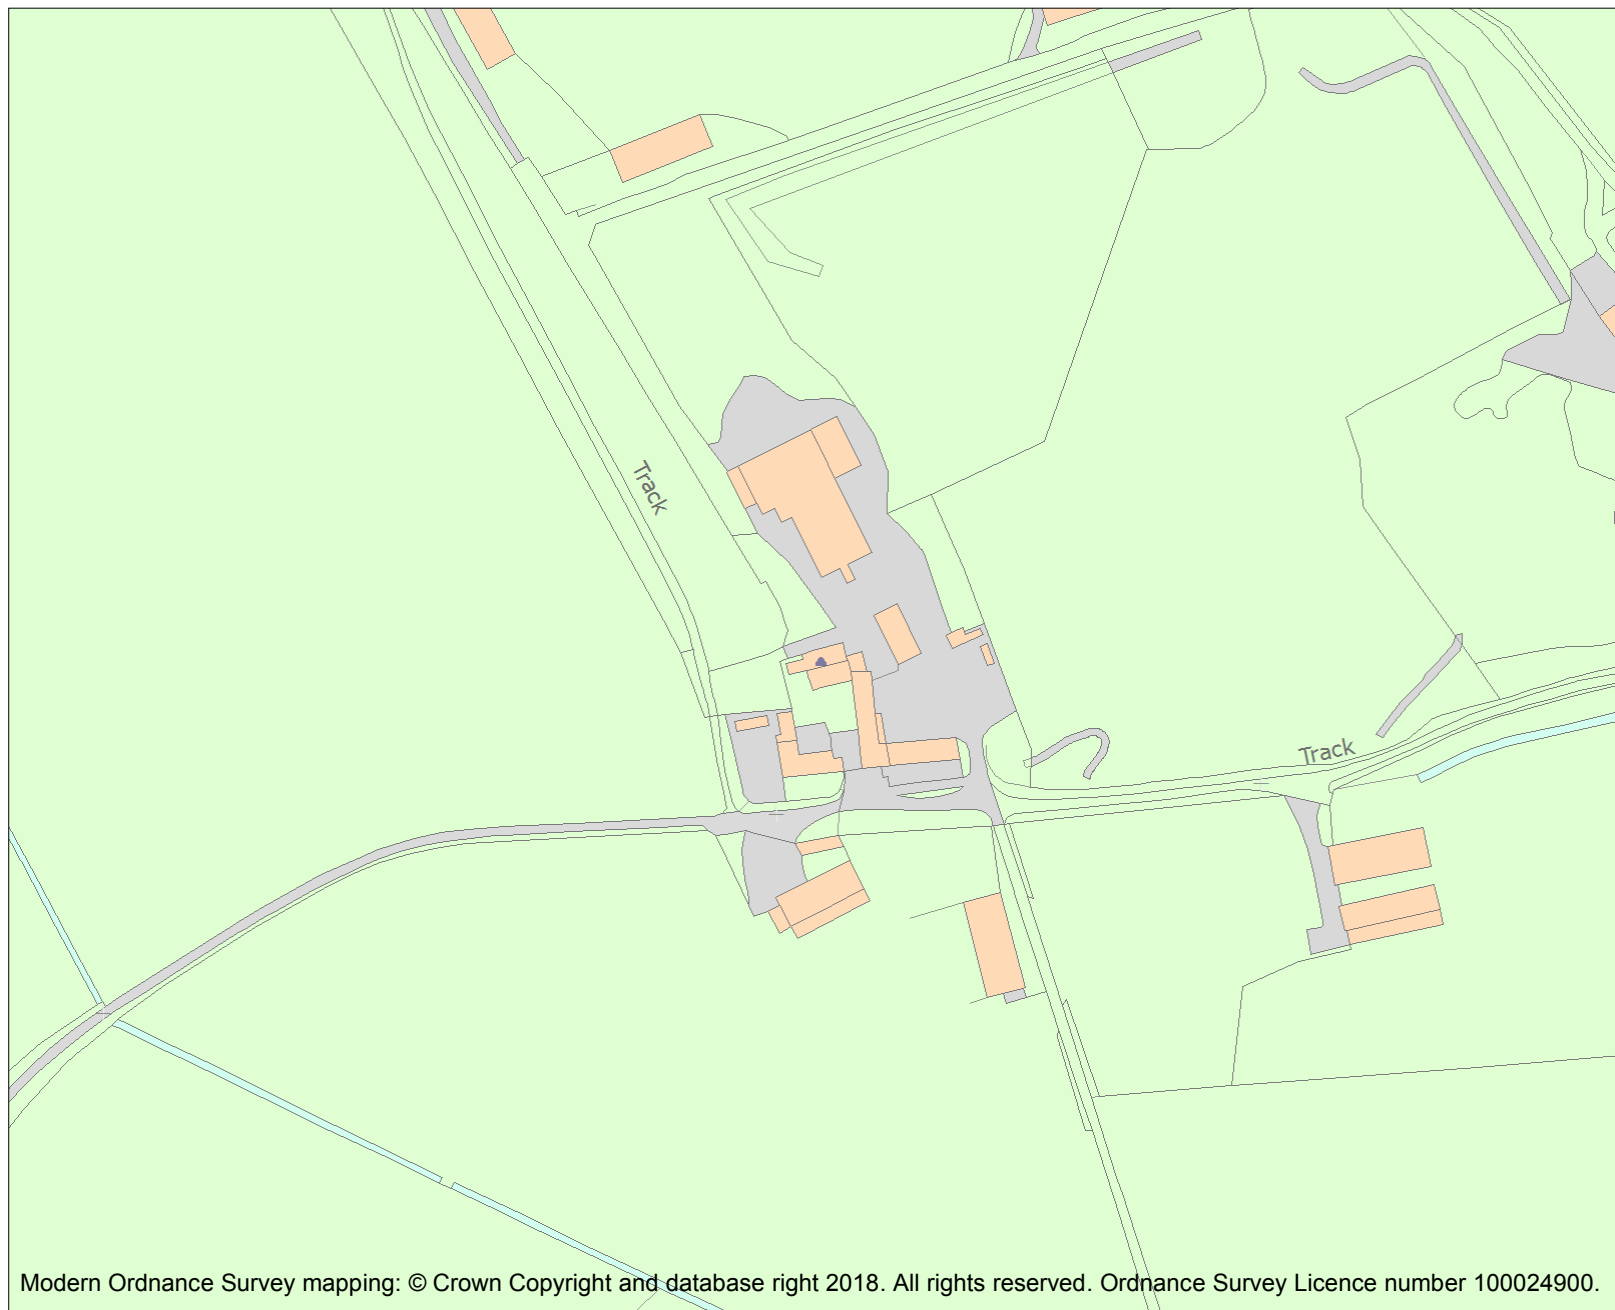 Track
Track
Modern Ordnance Survey mapping: © Crown Copyright and database right 2018. All rights reserved. Ordnance Survey Licence number 100024900.